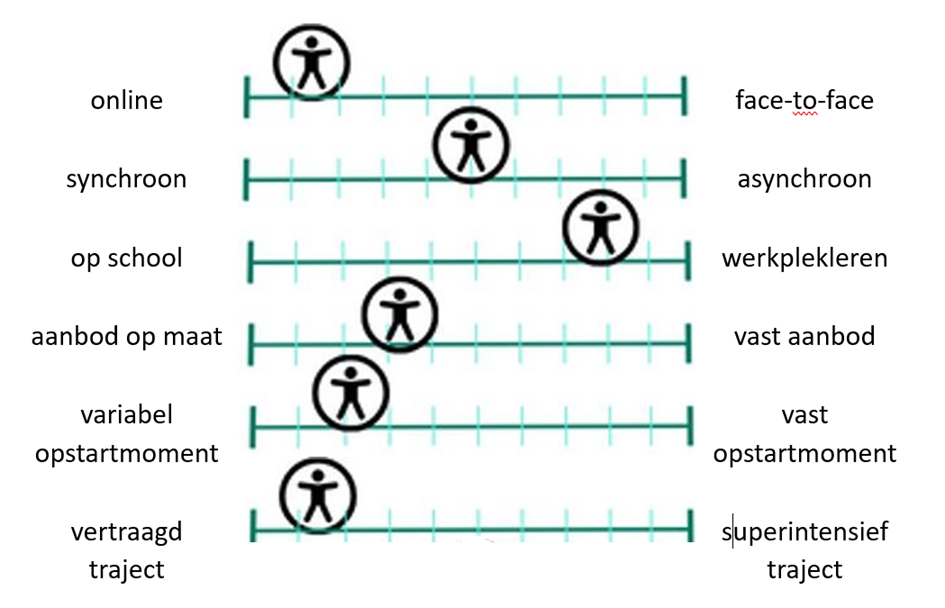 online
face-to-face
synchroon
asynchroon
op school
werkplekleren
aanbod op maat
vast aanbod
variabel
opstartmoment
vast
opstartmoment
vertraagd
traject
superintensief
traject